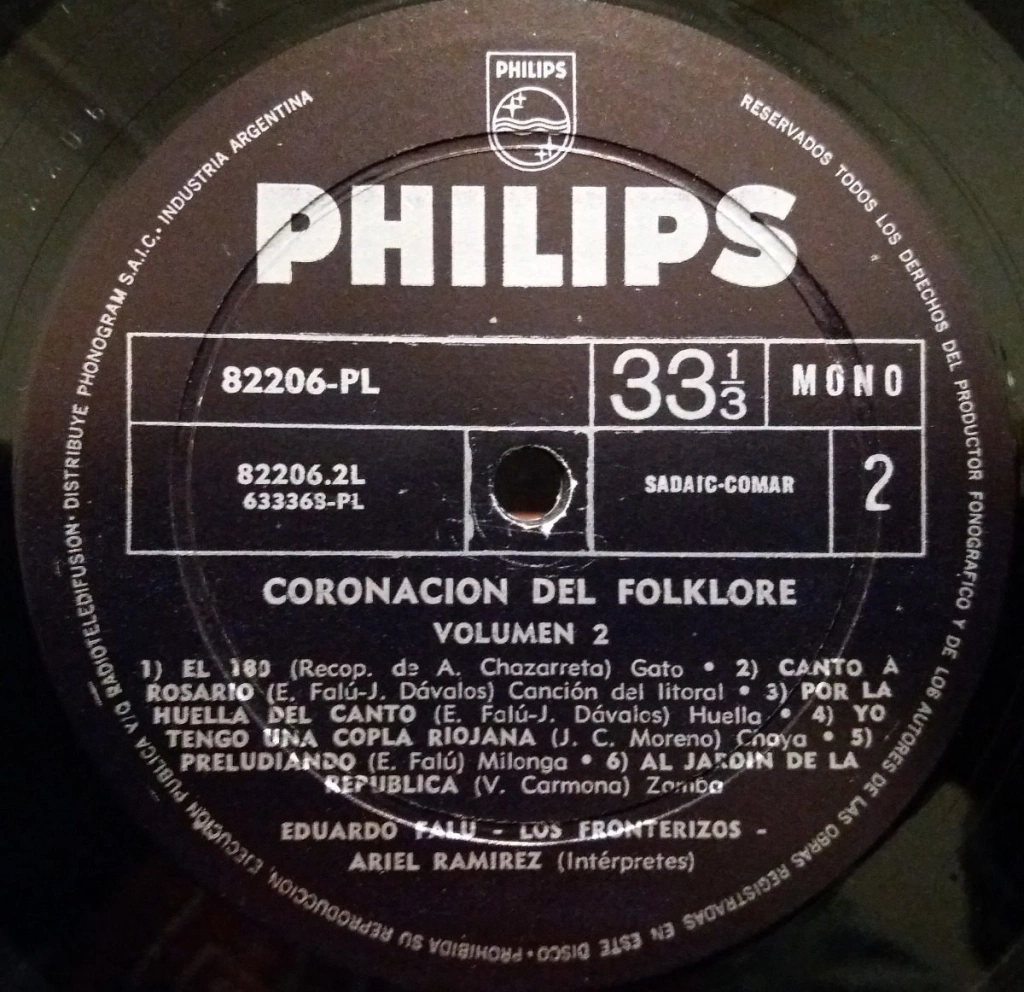 PHILIPS
PHILIPS
82206-PL
33 1/3
MONO
82206.2L
633368-PL
SADAIC-COMAR
2
CORONACION DEL FOLKLORE
VOLUMEN 2
1) EL 180 (Recop. de A. Chazarreta) Gato • 2) CANTO A
ROSARIO (E. Falú-J. Dávalos) Canción del litoral • 3) POR LA
HUELLA DEL CANTO (E. Falú-J. Dávalos) Huella • 4) YO
TENGO UNA COPLA RIOJANA (J. C. Moreno) Chaya • 5)
PRELUDIANDO (E. Falú) Milonga • 6) AL JARDIN DE LA
REPUBLICA (V. Carmona) Zamba
EDUARDO FALU - LOS FRONTERIZOS -
ARIEL RAMIREZ (Intérpretes)
RESERVADOS TODOS LOS DERECHOS DEL PRODUCTOR FONOGRAFICO Y DE LOS AUTORES DE LAS OBRAS REGISTRADAS EN ESTE DISCO • PROHIBIDA SU REPRODUCCION, EJECUCIÓN PUBLICA Y/O RADIOTELEDIFUSION • DISTRIBUYE PHONOGRAM S.A.I.C. • INDUSTRIA ARGENTINA